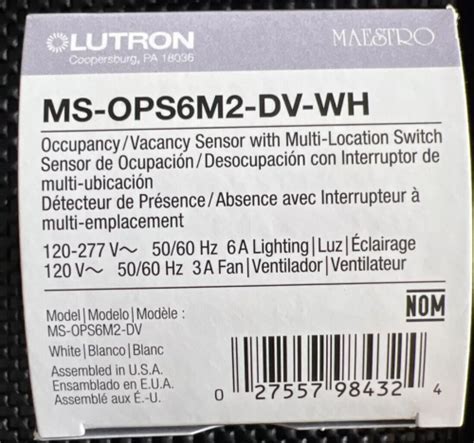 LUTRON
MAESTRO
Coopersburg, PA 18036
MS-OPS6M2-DV-WH
Occupancy/Vacancy Sensor with Multi-Location Switch
Sensor de Ocupación/Desocupación con Interruptor de
multi-ubicación
Détecteur de Présence/Absence avec Interrupteur à
multi-emplacement
120-277 V~ 50/60 Hz 6 A Lighting|Luz|Éclairage
120 V~ 50/60 Hz 3 A Fan|Ventilador|Ventilateur
Model|Modelo|Modèle :
MS-OPS6M2-DV
NOM
White|Blanco|Blanc
Assembled in U.S.A.
Ensamblado en E.U.A.
Assemblé aux É.-U.
0 27557 98432 4